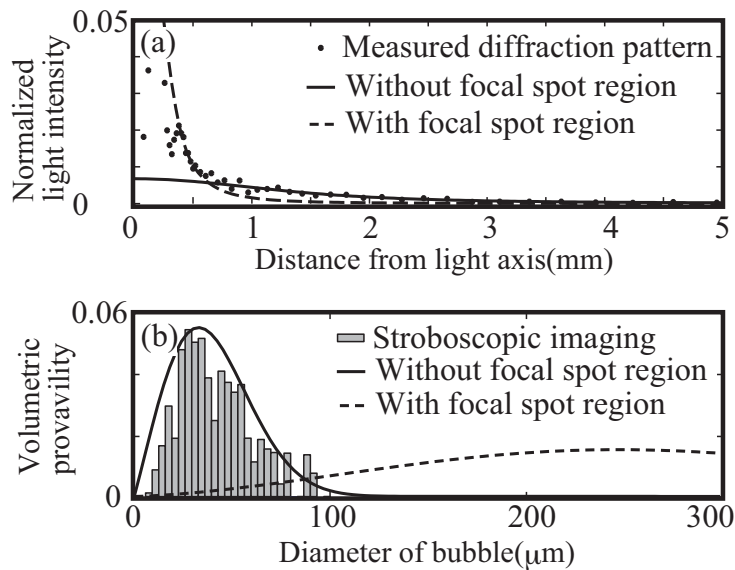 0.05
(a)
Measured diffraction pattern
Without focal spot region
With focal spot region
Normalized
light intensity
0
0 1 2 3 4 5
Distance from light axis(mm)
0.06
(b)
Stroboscopic imaging
Without focal spot region
With focal spot region
Volumetric
provavility
0
0 100 200 300
Diameter of bubble(μm)